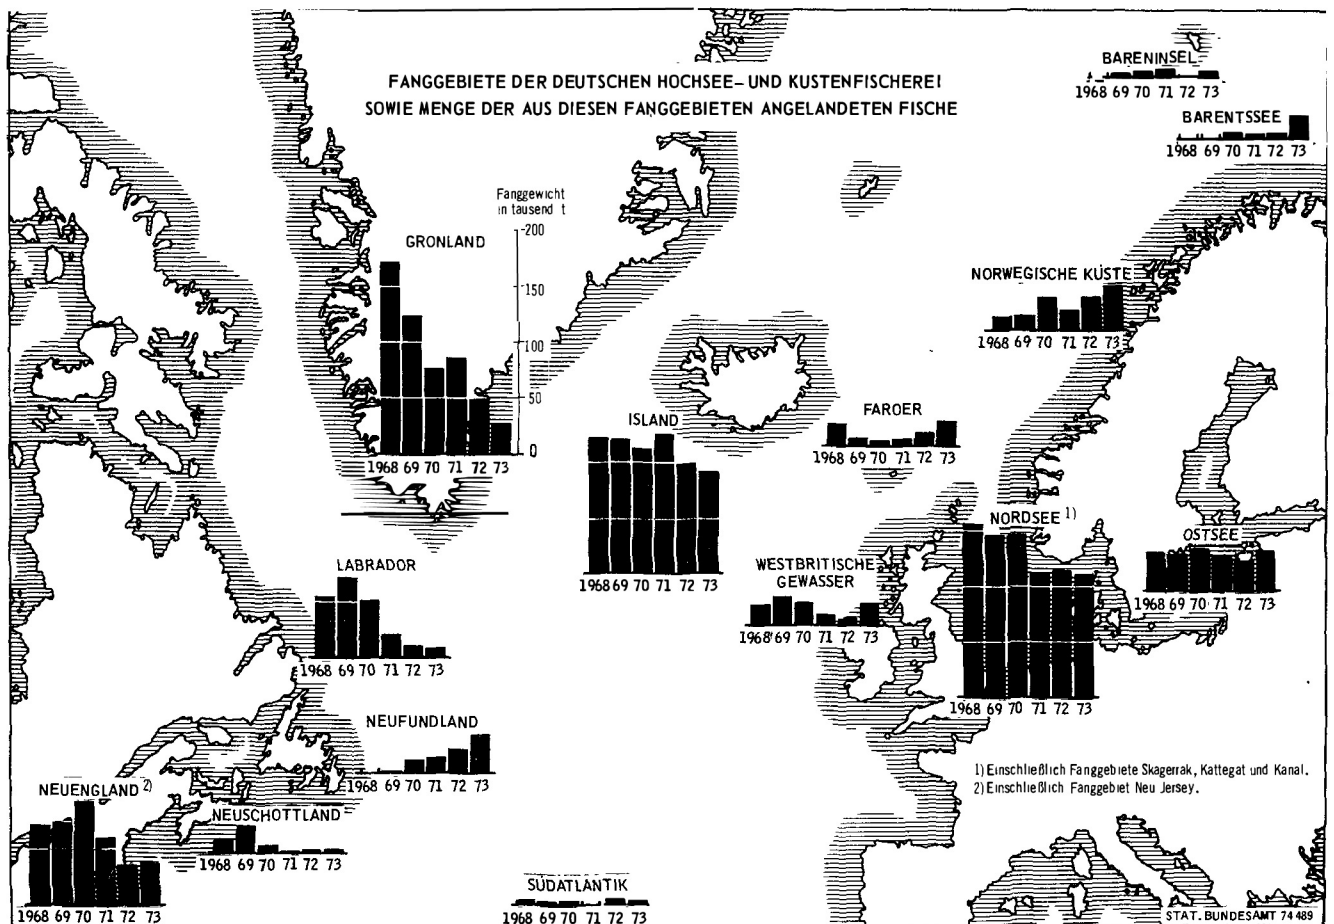 FANGGEBIETE DER DEUTSCHEN HOCHSEE- UND KUSTENFISCHEREI
SOWIE MENGE DER AUS DIESEN FANGGEBIETEN ANGELANDETEN FISCHE
BARENINSEL
1968 69 70 71 72 73
BARENTSSEE
1968 69 70 71 72 73
Fanggewicht
in tausend t
200
150
100
50
0
GRONLAND
1968 69 70 71 72 73
NORWEGISCHE KÜSTE
1968 69 70 71 72 73
ISLAND
1968 69 70 71 72 73
FAROER
1968 69 70 71 72 73
NORDSEE 1)
1968 69 70 71 72 73
OSTSEE
1968 69 70 71 72 73
WESTBRITISCHE
GEWASSER
1968 69 70 71 72 73
LABRADOR
1968 69 70 71 72 73
NEUFUNDLAND
1968 69 70 71 72 73
NEUENGLAND 2)
1968 69 70 71 72 73
NEUSCHOTTLAND
1968 69 70 71 72 73
SUDATLANTIK
1968 69 70 71 72 73
1) Einschließlich Fanggebiete Skagerrak, Kattegat und Kanal.
2) Einschließlich Fanggebiet Neu Jersey.
STAT. BUNDESAMT 74 489